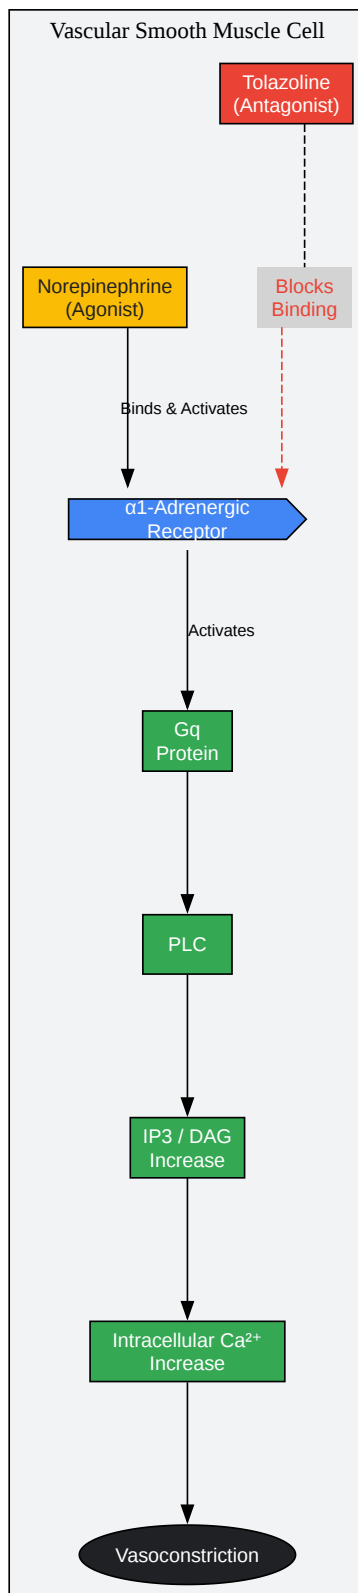 Vascular Smooth Muscle Cell
Tolazoline
(Antagonist)
Norepinephrine
(Agonist)
Blocks
Binding
Binds & Activates
α1-Adrenergic
Receptor
Activates
Gq
Protein
PLC
IP3 / DAG
Increase
Intracellular Ca²⁺
Increase
Vasoconstriction